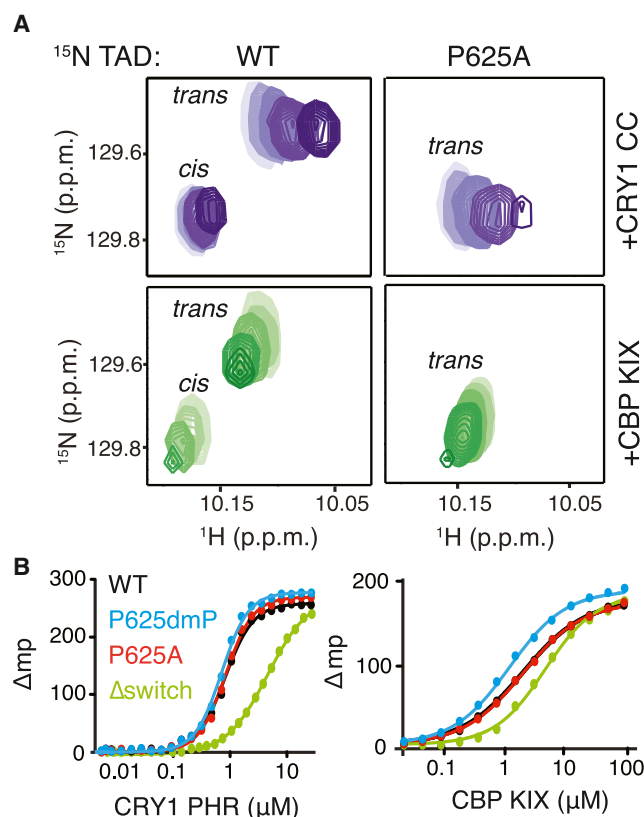 A
¹⁵N TAD: WT P625A
trans
cis
trans
129.6
129.8
¹⁵N (p.p.m.)
+CRY1 CC
trans
cis
trans
129.6
129.8
¹⁵N (p.p.m.)
+CBP KIX
10.15 10.05 10.15 10.05
¹H (p.p.m.) ¹H (p.p.m.)
B
300
200
100
0
Δmp
WT
P625dmP
P625A
Δswitch
0.01 0.1 1 10
CRY1 PHR (μM)
200
100
0
Δmp
0.1 1 10 100
CBP KIX (μM)